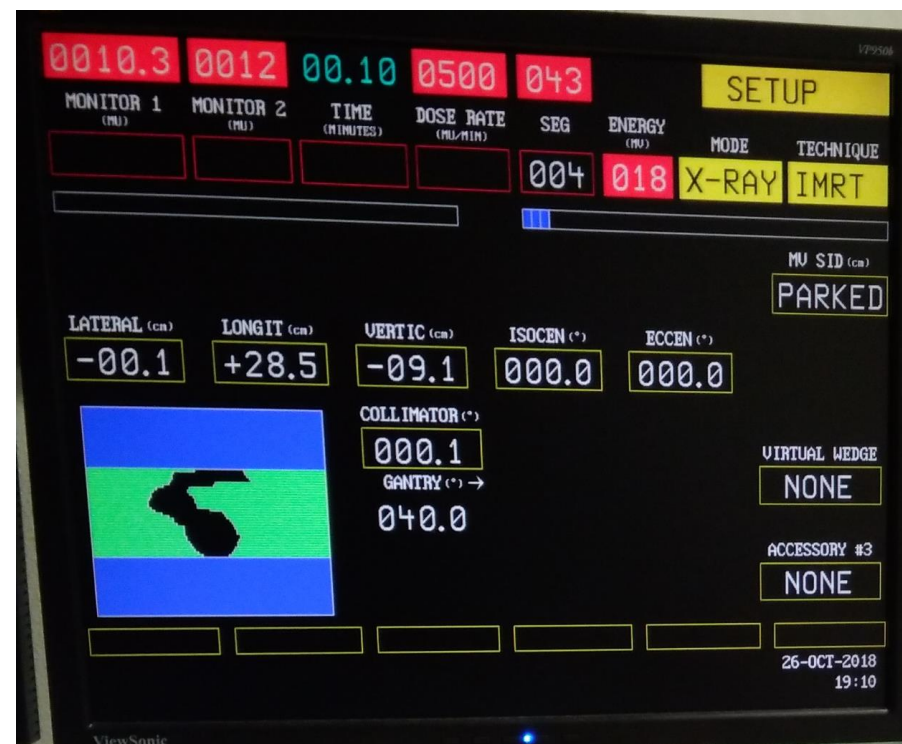 VP950b
0010.3 0012 00.10 0500 043 SETUP
MONITOR 1 MONITOR 2 TIME DOSE RATE SEG ENERGY MODE TECHNIQUE
(MU) (MU) (MINUTES) (MU/MIN) (MV)
004 018 X-RAY IMRT
MV SID (cm)
PARKED
LATERAL (cm) LONGIT (cm) VERTIC (cm) ISOCEN (°) ECCEN (°)
-00.1 +28.5 -09.1 000.0 000.0
COLLIMATOR (°)
000.1
GANTRY (°) →
040.0
VIRTUAL WEDGE
NONE
ACCESSORY #3
NONE
26-OCT-2018
19:10
ViewSonic